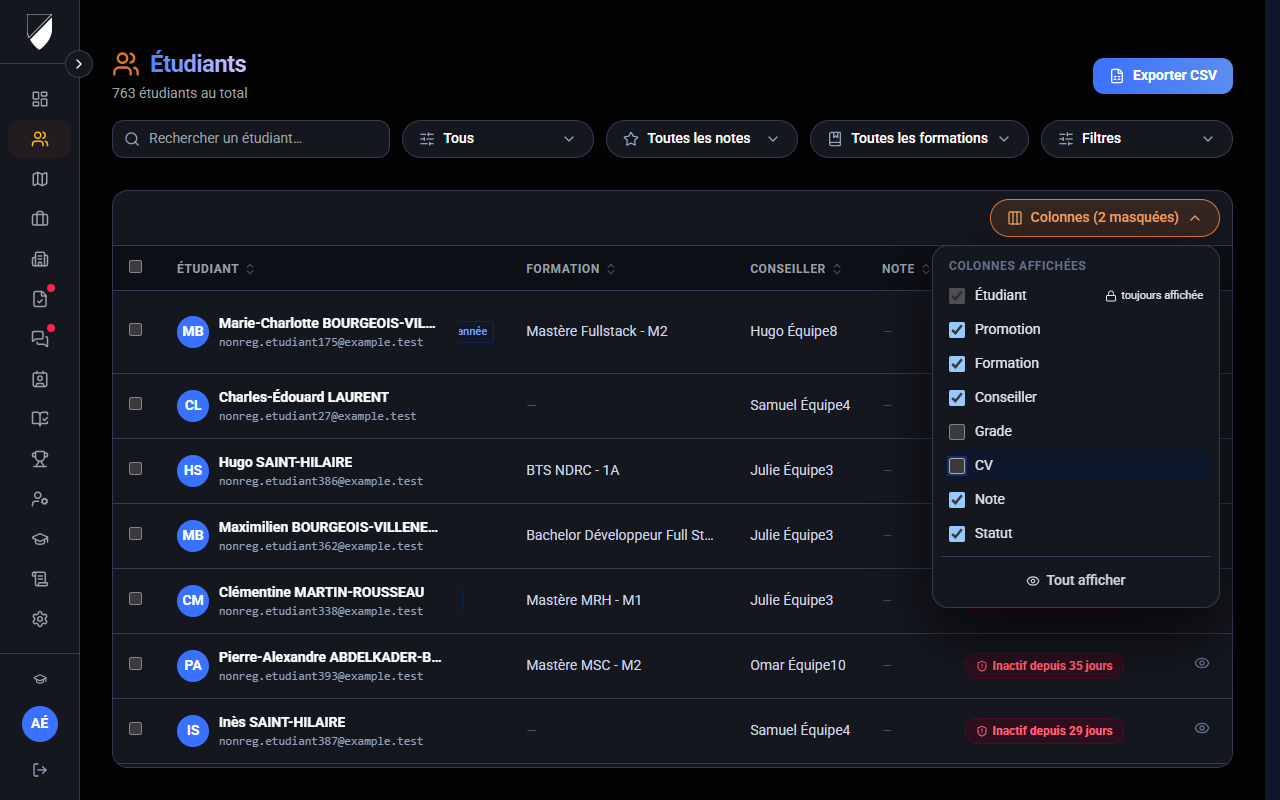 Étudiants
763 étudiants au total
Exporter CSV
Rechercher un étudiant...
Tous
Toutes les notes
Toutes les formations
Filtres
Colonnes (2 masquées)
ÉTUDIANT
FORMATION
CONSEILLER
NOTE
COLONNES AFFICHÉES
Étudiant
toujours affichée
Promotion
Formation
Conseiller
Grade
CV
Note
Statut
Tout afficher
MB
Marie-Charlotte BOURGEOIS-VIL...
nonreg.etudiant175@example.test
année
Mastère Fullstack - M2
Hugo Équipe8
—
CL
Charles-Édouard LAURENT
nonreg.etudiant27@example.test
—
Samuel Équipe4
—
HS
Hugo SAINT-HILAIRE
nonreg.etudiant386@example.test
BTS NDRC - 1A
Julie Équipe3
—
MB
Maximilien BOURGEOIS-VILLENE...
nonreg.etudiant362@example.test
Bachelor Développeur Full St...
Julie Équipe3
—
CM
Clémentine MARTIN-ROUSSEAU
nonreg.etudiant338@example.test
Mastère MRH - M1
Julie Équipe3
—
PA
Pierre-Alexandre ABDELKADER-B...
nonreg.etudiant393@example.test
Mastère MSC - M2
Omar Équipe10
—
Inactif depuis 35 jours
IS
Inès SAINT-HILAIRE
nonreg.etudiant387@example.test
—
Samuel Équipe4
—
Inactif depuis 29 jours
AÉ